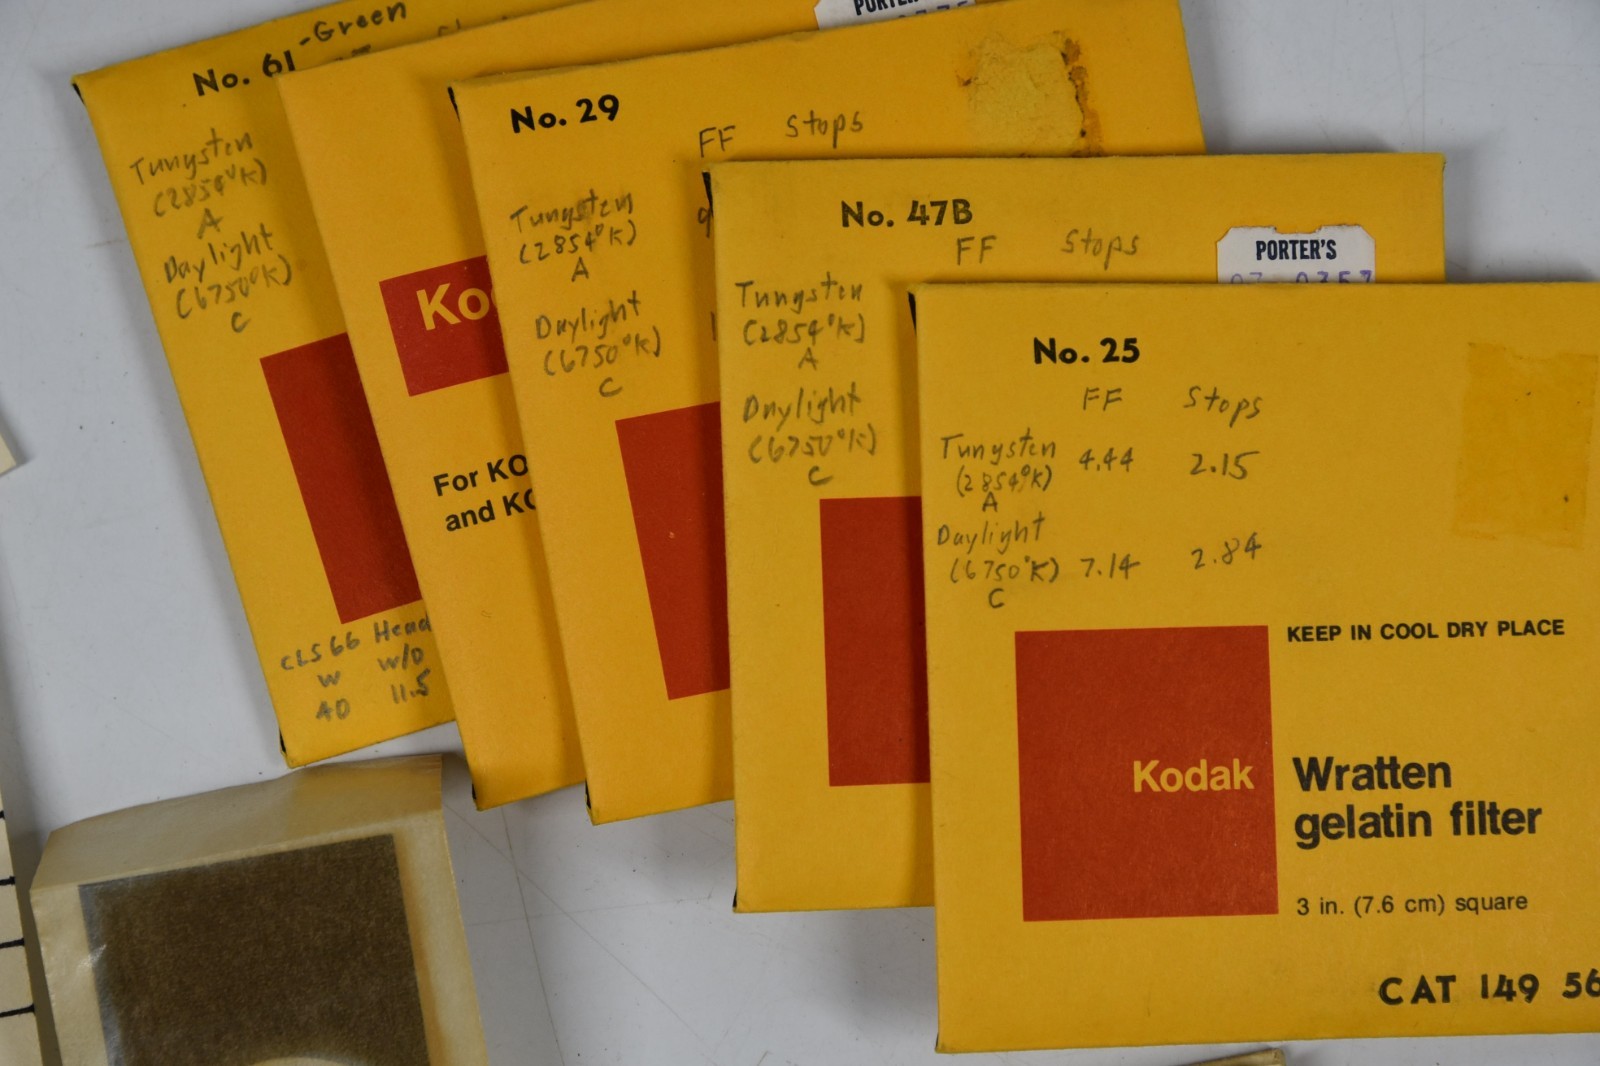 No. 61 - Green
Tungsten
(2854°K)
A
Daylight
(6750°K)
C
CLS 66 Head
W w/o
40 11.5
Ko
For KO
and KO
No. 29
FF Stops
Tungsten
(2854°K)
A
Daylight
(6750°K)
C
PORTER'S
No. 47B
FF Stops
Tungsten
(2854°K)
A
Daylight
(6750°K)
C
PORTER'S
No. 25
FF Stops
Tungsten 4.44 2.15
(2854°K)
A
Daylight
(6750°K) 7.14 2.84
C
KEEP IN COOL DRY PLACE
Kodak
Wratten
gelatin filter
3 in. (7.6 cm) square
CAT 149 56